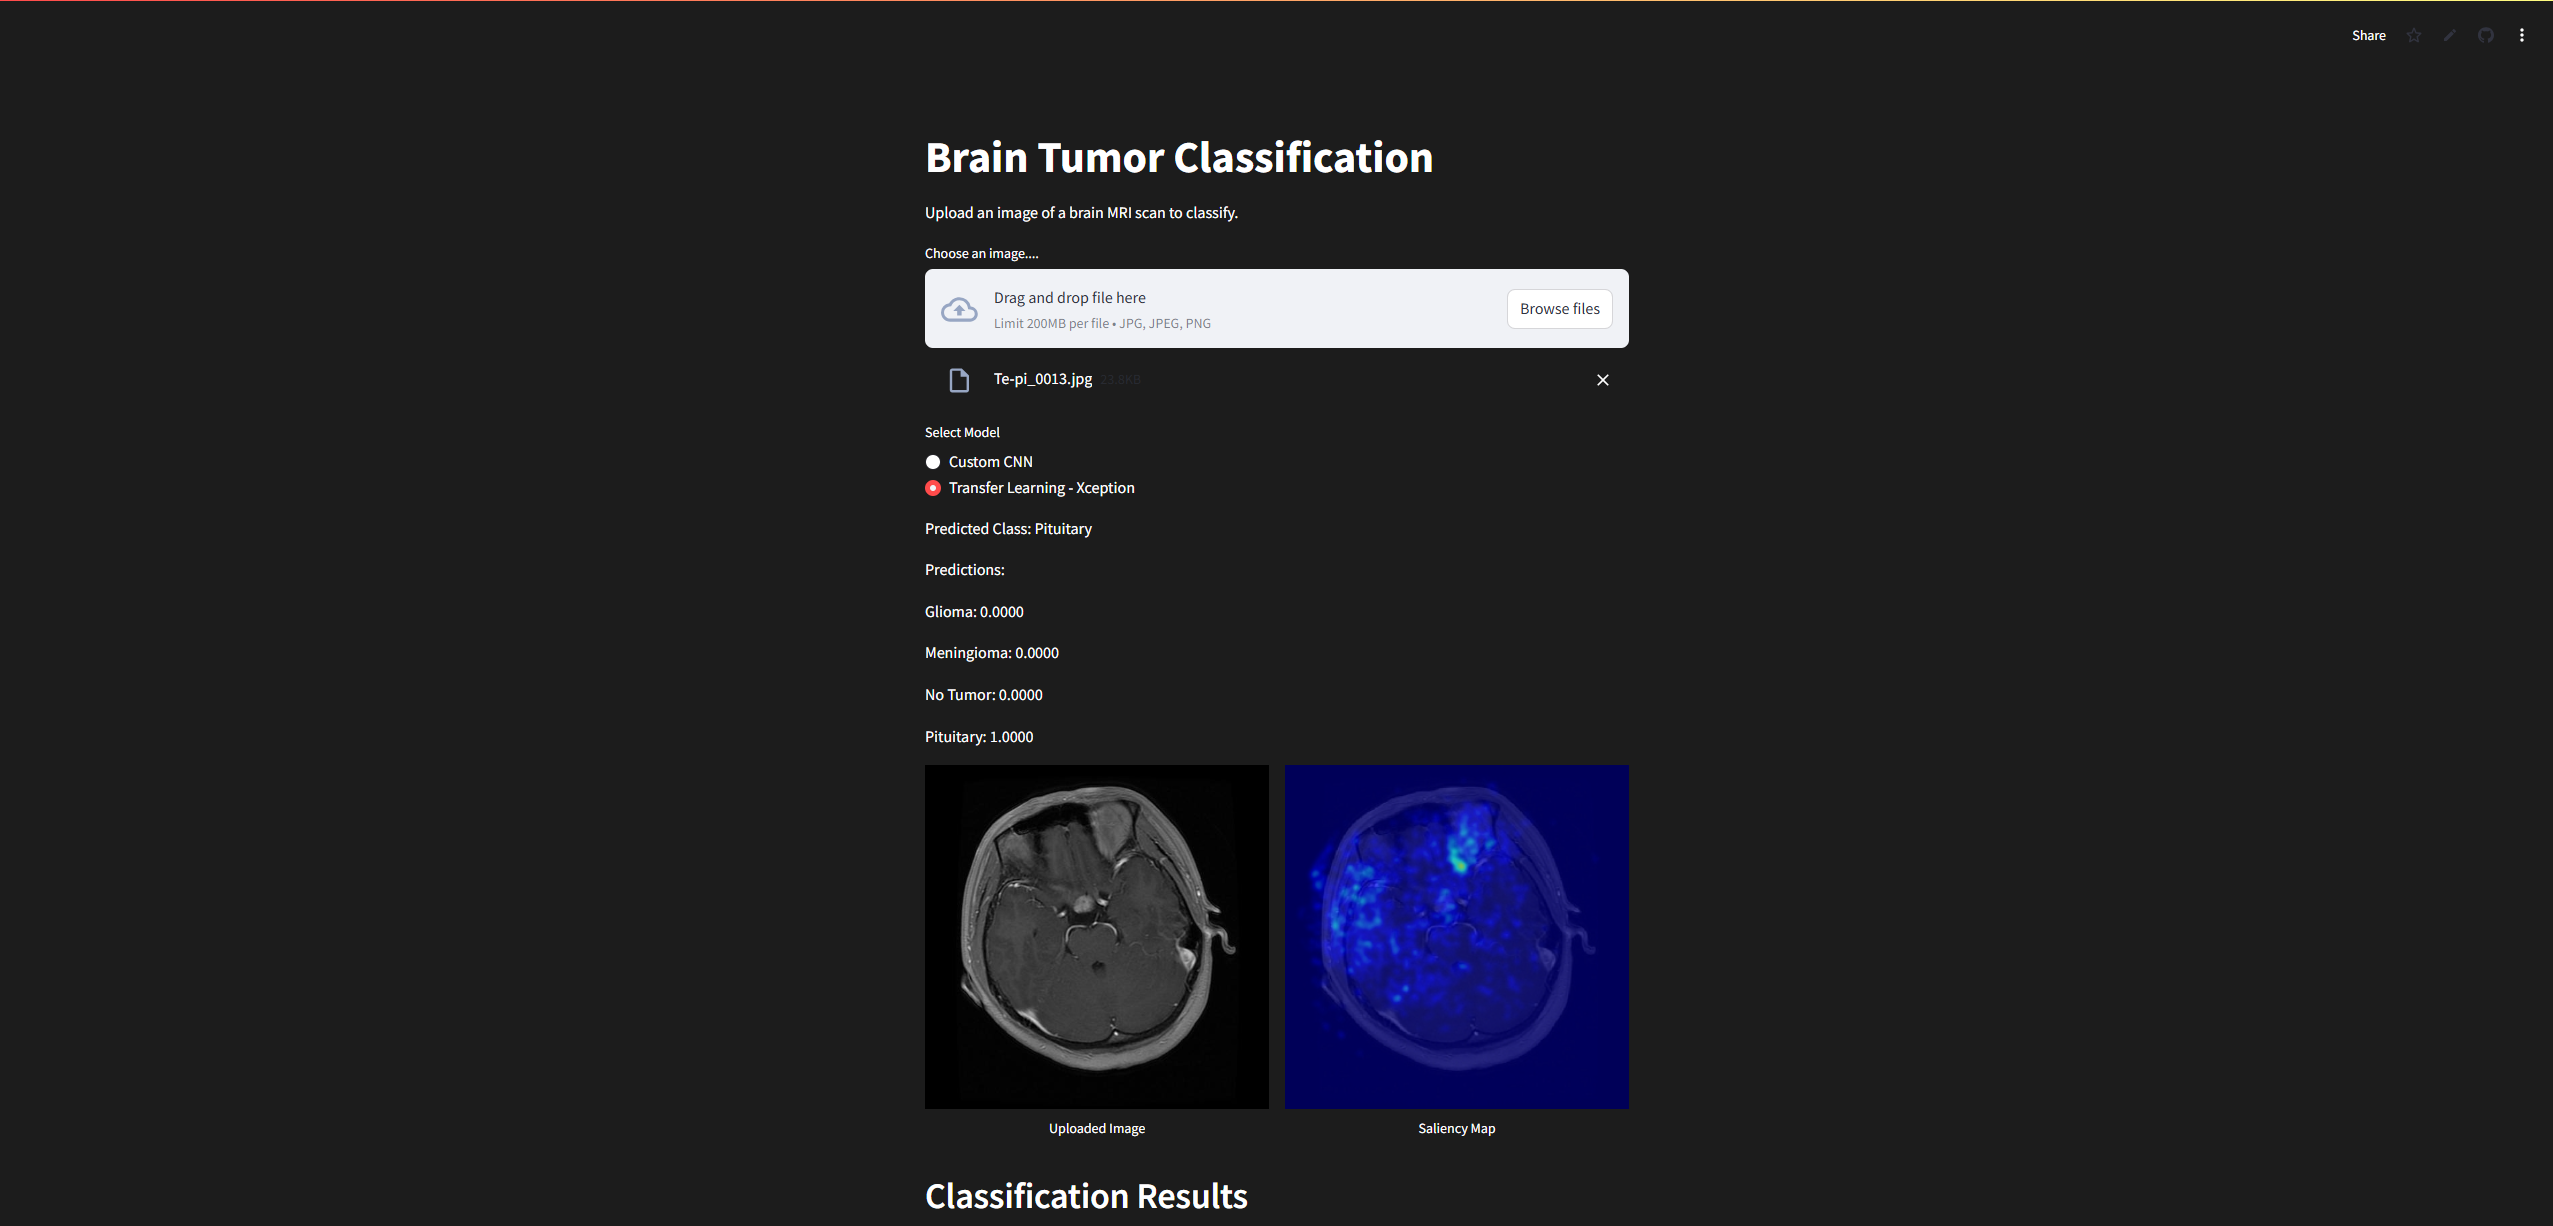 Share
Brain Tumor Classification
Upload an image of a brain MRI scan to classify.
Choose an image....
Drag and drop file here
Limit 200MB per file • JPG, JPEG, PNG
Browse files
Te-pi_0013.jpg 23.8KB
Select Model
Custom CNN
Transfer Learning - Xception
Predicted Class: Pituitary
Predictions:
Glioma: 0.0000
Meningioma: 0.0000
No Tumor: 0.0000
Pituitary: 1.0000
Uploaded Image
Saliency Map
Classification Results